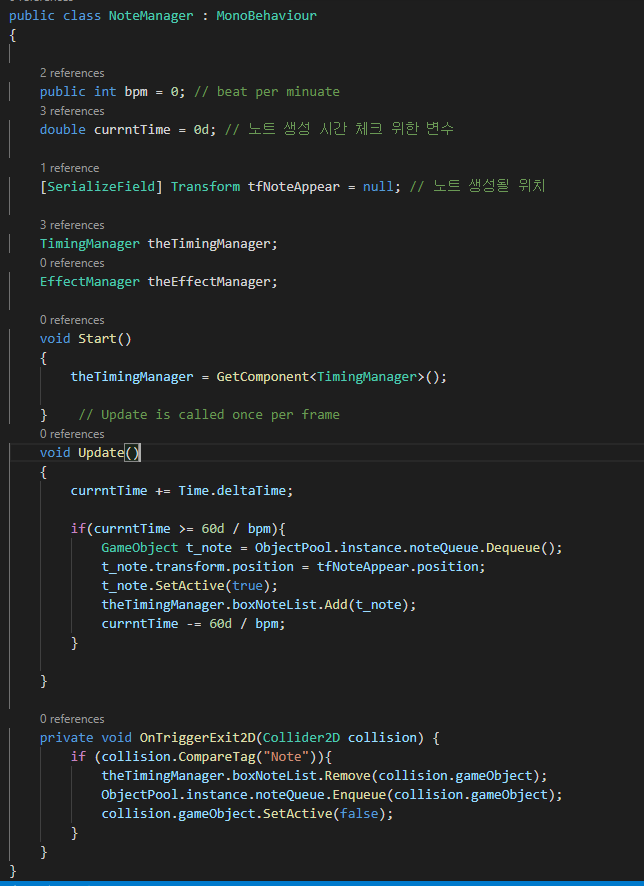 public class NoteManager : MonoBehaviour
{
2 references
public int bpm = 0; // beat per minuate
3 references
double currntTime = 0d; // 노트 생성 시간 체크 위한 변수
1 reference
[SerializeField] Transform tfNoteAppear = null; // 노트 생성될 위치
3 references
TimingManager theTimingManager;
0 references
EffectManager theEffectManager;
0 references
void Start()
{
theTimingManager = GetComponent<TimingManager>();
} // Update is called once per frame
0 references
void Update()
{
currntTime += Time.deltaTime;
if(currntTime >= 60d / bpm){
GameObject t_note = ObjectPool.instance.noteQueue.Dequeue();
t_note.transform.position = tfNoteAppear.position;
t_note.SetActive(true);
theTimingManager.boxNoteList.Add(t_note);
currntTime -= 60d / bpm;
}
}
0 references
private void OnTriggerExit2D(Collider2D collision) {
if (collision.CompareTag("Note")){
theTimingManager.boxNoteList.Remove(collision.gameObject);
ObjectPool.instance.noteQueue.Enqueue(collision.gameObject);
collision.gameObject.SetActive(false);
}
}
}